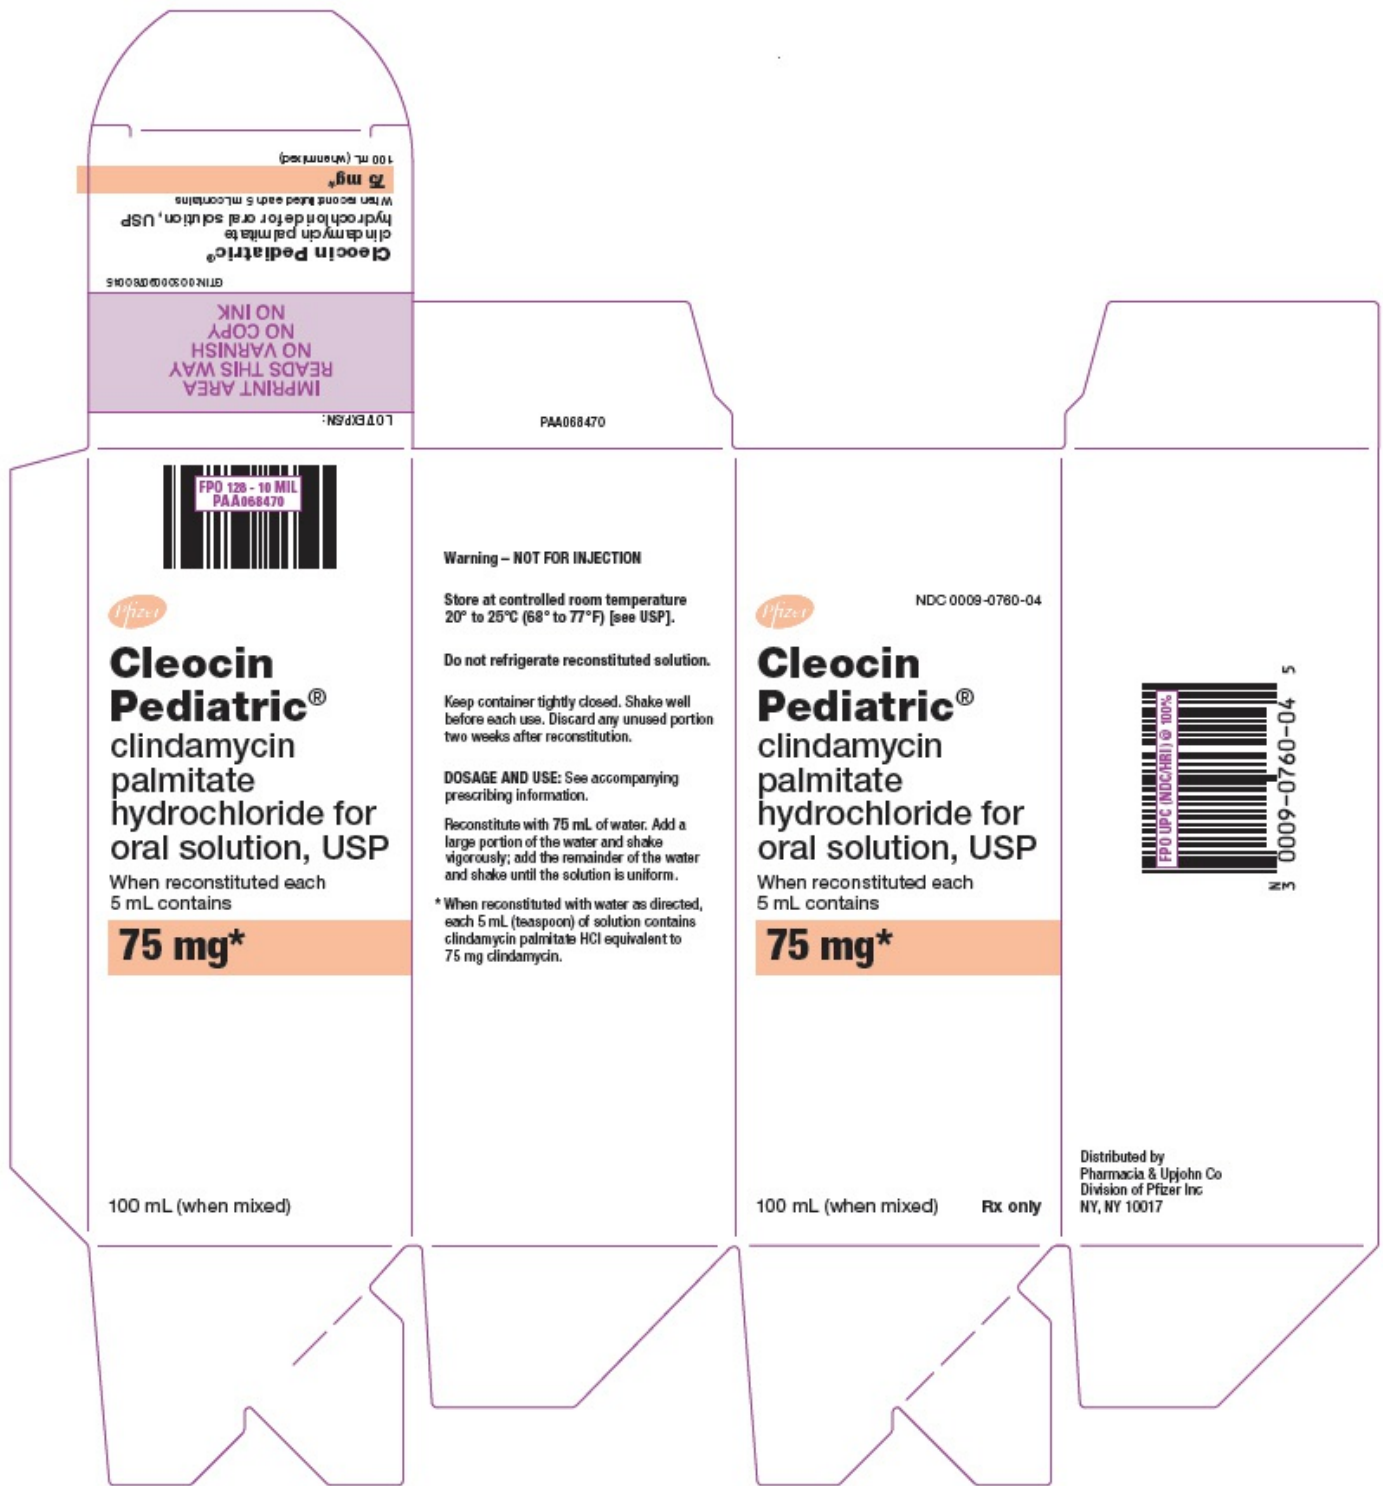 100 mL (when mixed)
75 mg*
When reconstituted each 5 mL contains
hydrochloride for oral solution, USP
clindamycin palmitate
Cleocin Pediatric®
IMPRINT AREA
READS THIS WAY
NO VARNISH
NO COPY
NO INK
LOT/EXP/SN:
PAA068470
FPO 128 - 10 MIL
PAA068470
Pfizer
Cleocin
Pediatric®
clindamycin
palmitate
hydrochloride for
oral solution, USP
When reconstituted each
5 mL contains
75 mg*
100 mL (when mixed)
Warning – NOT FOR INJECTION
Store at controlled room temperature
20° to 25°C (68° to 77°F) [see USP].
Do not refrigerate reconstituted solution.
Keep container tightly closed. Shake well
before each use. Discard any unused portion
two weeks after reconstitution.
DOSAGE AND USE: See accompanying
prescribing information.
Reconstitute with 75 mL of water. Add a
large portion of the water and shake
vigorously; add the remainder of the water
and shake until the solution is uniform.
* When reconstituted with water as directed,
each 5 mL (teaspoon) of solution contains
clindamycin palmitate HCl equivalent to
75 mg clindamycin.
Pfizer
NDC 0009-0760-04
Cleocin
Pediatric®
clindamycin
palmitate
hydrochloride for
oral solution, USP
When reconstituted each
5 mL contains
75 mg*
100 mL (when mixed)
Rx only
FPO UPC (NDC/HRI) @ 100%
N
3 0009-0760-04 5
Distributed by
Pharmacia & Upjohn Co
Division of Pfizer Inc
NY, NY 10017